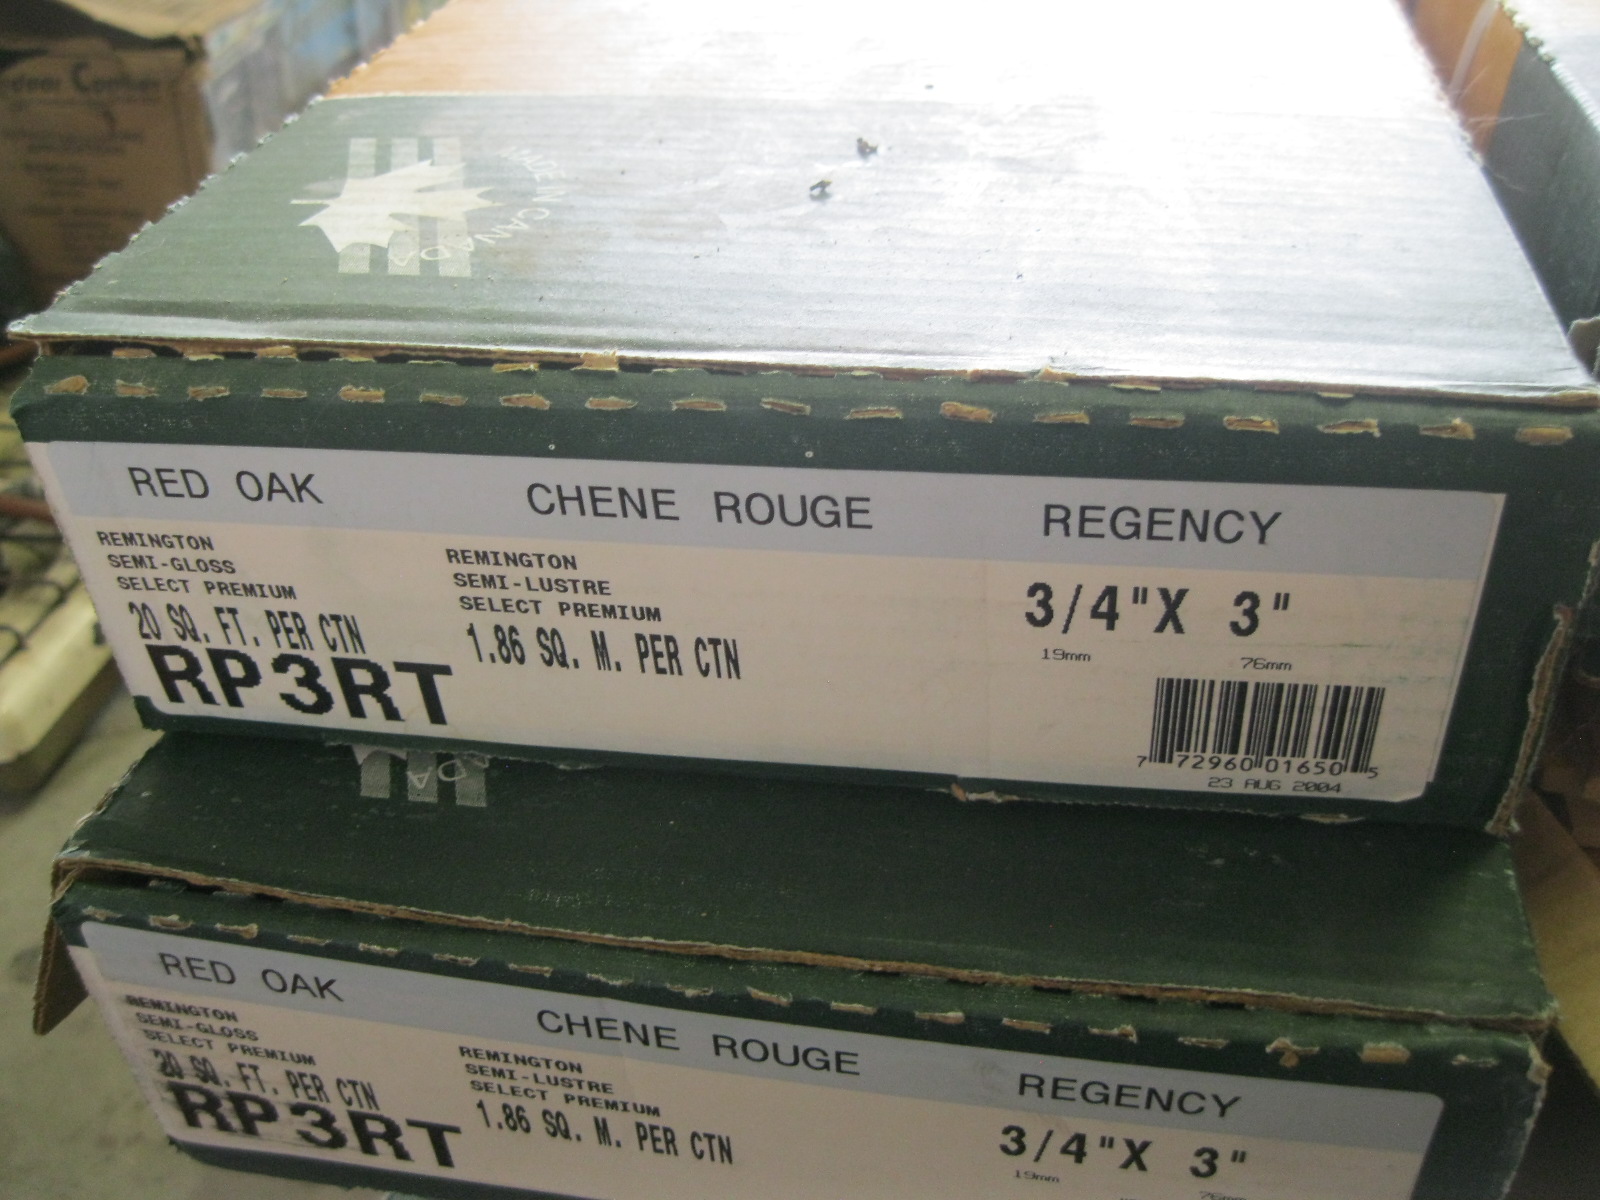 MADE IN CANADA
RED OAK
CHENE ROUGE
REGENCY
REMINGTON
SEMI-GLOSS
SELECT PREMIUM
20 SQ. FT. PER CTN
RP3RT
REMINGTON
SEMI-LUSTRE
SELECT PREMIUM
1.86 SQ. M. PER CTN
3/4"X 3"
19mm 76mm
7 72960 01650 5
23 AUG 2004
DA
RED OAK
CHENE ROUGE
REGENCY
REMINGTON
SEMI-GLOSS
SELECT PREMIUM
20 SQ. FT. PER CTN
RP3RT
REMINGTON
SEMI-LUSTRE
SELECT PREMIUM
1.86 SQ. M. PER CTN
3/4"X 3"
19mm 76mm